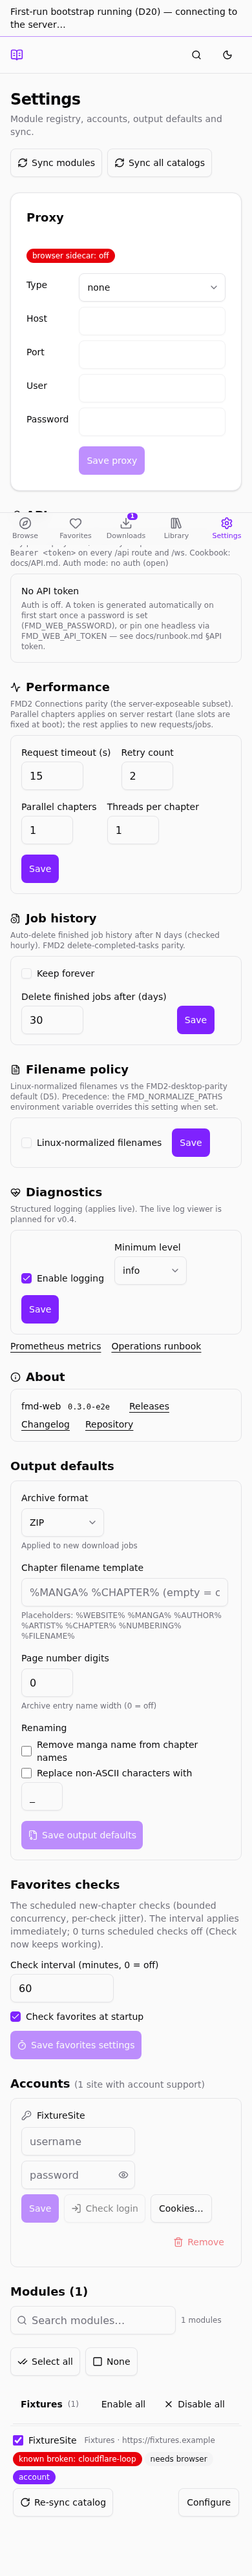 First-run bootstrap running (D20) — connecting to
the server…
Settings
Module registry, accounts, output defaults and
sync.
Sync modules
Sync all catalogs
Proxy
browser sidecar: off
Type
none
Host
Port
User
Password
Save proxy
Browse
Favorites
1
Downloads
Library
Settings
Bearer <token> on every /api route and /ws. Cookbook:
docs/API.md. Auth mode: no auth (open)
No API token
Auth is off. A token is generated automatically on
first start once a password is set
(FMD_WEB_PASSWORD), or pin one headless via
FMD_WEB_API_TOKEN — see docs/runbook.md §API
token.
Performance
FMD2 Connections parity (the server-exposable subset).
Parallel chapters applies on server restart (lane slots are
fixed at boot); the rest applies to new requests/jobs.
Request timeout (s)
Retry count
15
2
Parallel chapters
Threads per chapter
1
1
Save
Job history
Auto-delete finished job history after N days (checked
hourly). FMD2 delete-completed-tasks parity.
Keep forever
Delete finished jobs after (days)
30
Save
Filename policy
Linux-normalized filenames vs the FMD2-desktop-parity
default (D5). Precedence: the FMD_NORMALIZE_PATHS
environment variable overrides this setting when set.
Linux-normalized filenames
Save
Diagnostics
Structured logging (applies live). The live log viewer is
planned for v0.4.
Enable logging
Minimum level
info
Save
Prometheus metrics
Operations runbook
About
fmd-web 0.3.0-e2e
Releases
Changelog
Repository
Output defaults
Archive format
ZIP
Applied to new download jobs
Chapter filename template
%MANGA% %CHAPTER% (empty = c
Placeholders: %WEBSITE% %MANGA% %AUTHOR%
%ARTIST% %CHAPTER% %NUMBERING%
%FILENAME%
Page number digits
0
Archive entry name width (0 = off)
Renaming
Remove manga name from chapter
names
Replace non-ASCII characters with
_
Save output defaults
Favorites checks
The scheduled new-chapter checks (bounded
concurrency, per-check jitter). The interval applies
immediately; 0 turns scheduled checks off (Check
now keeps working).
Check interval (minutes, 0 = off)
60
Check favorites at startup
Save favorites settings
Accounts (1 site with account support)
FixtureSite
username
password
Save
Check login
Cookies…
Remove
Modules (1)
Search modules…
1 modules
Select all
None
Fixtures (1)
Enable all
Disable all
FixtureSite Fixtures · https://fixtures.example
known broken: cloudflare-loop
needs browser
account
Re-sync catalog
Configure